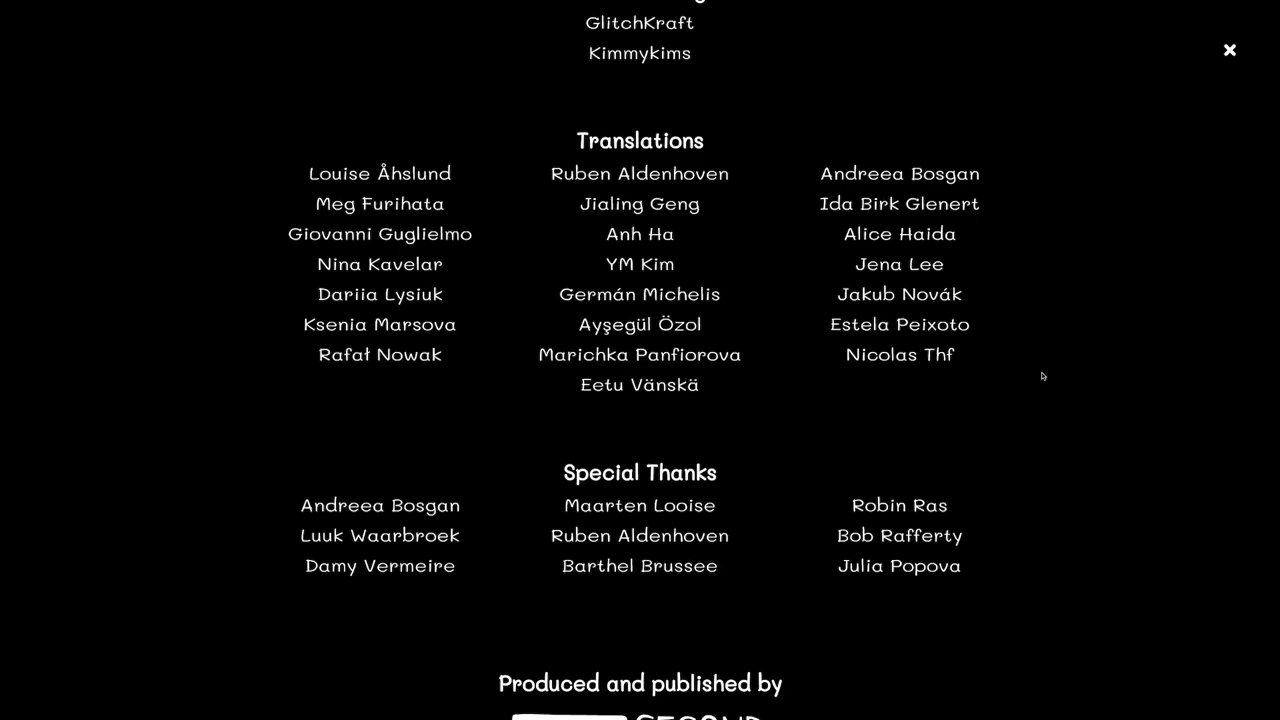 GlitchKraft
Kimmykims
Translations
Louise Åhslund Ruben Aldenhoven Andreea Bosgan
Meg Furihata Jialing Geng Ida Birk Glenert
Giovanni Guglielmo Anh Ha Alice Haida
Nina Kavelar YM Kim Jena Lee
Dariia Lysiuk Germán Michelis Jakub Novák
Ksenia Marsova Ayşegül Özol Estela Peixoto
Rafał Nowak Marichka Panfiorova Nicolas Thf
Eetu Vänskä
Special Thanks
Andreea Bosgan Maarten Looise Robin Ras
Luuk Waarbroek Ruben Aldenhoven Bob Rafferty
Damy Vermeire Barthel Brussee Julia Popova
Produced and published by
SECOND